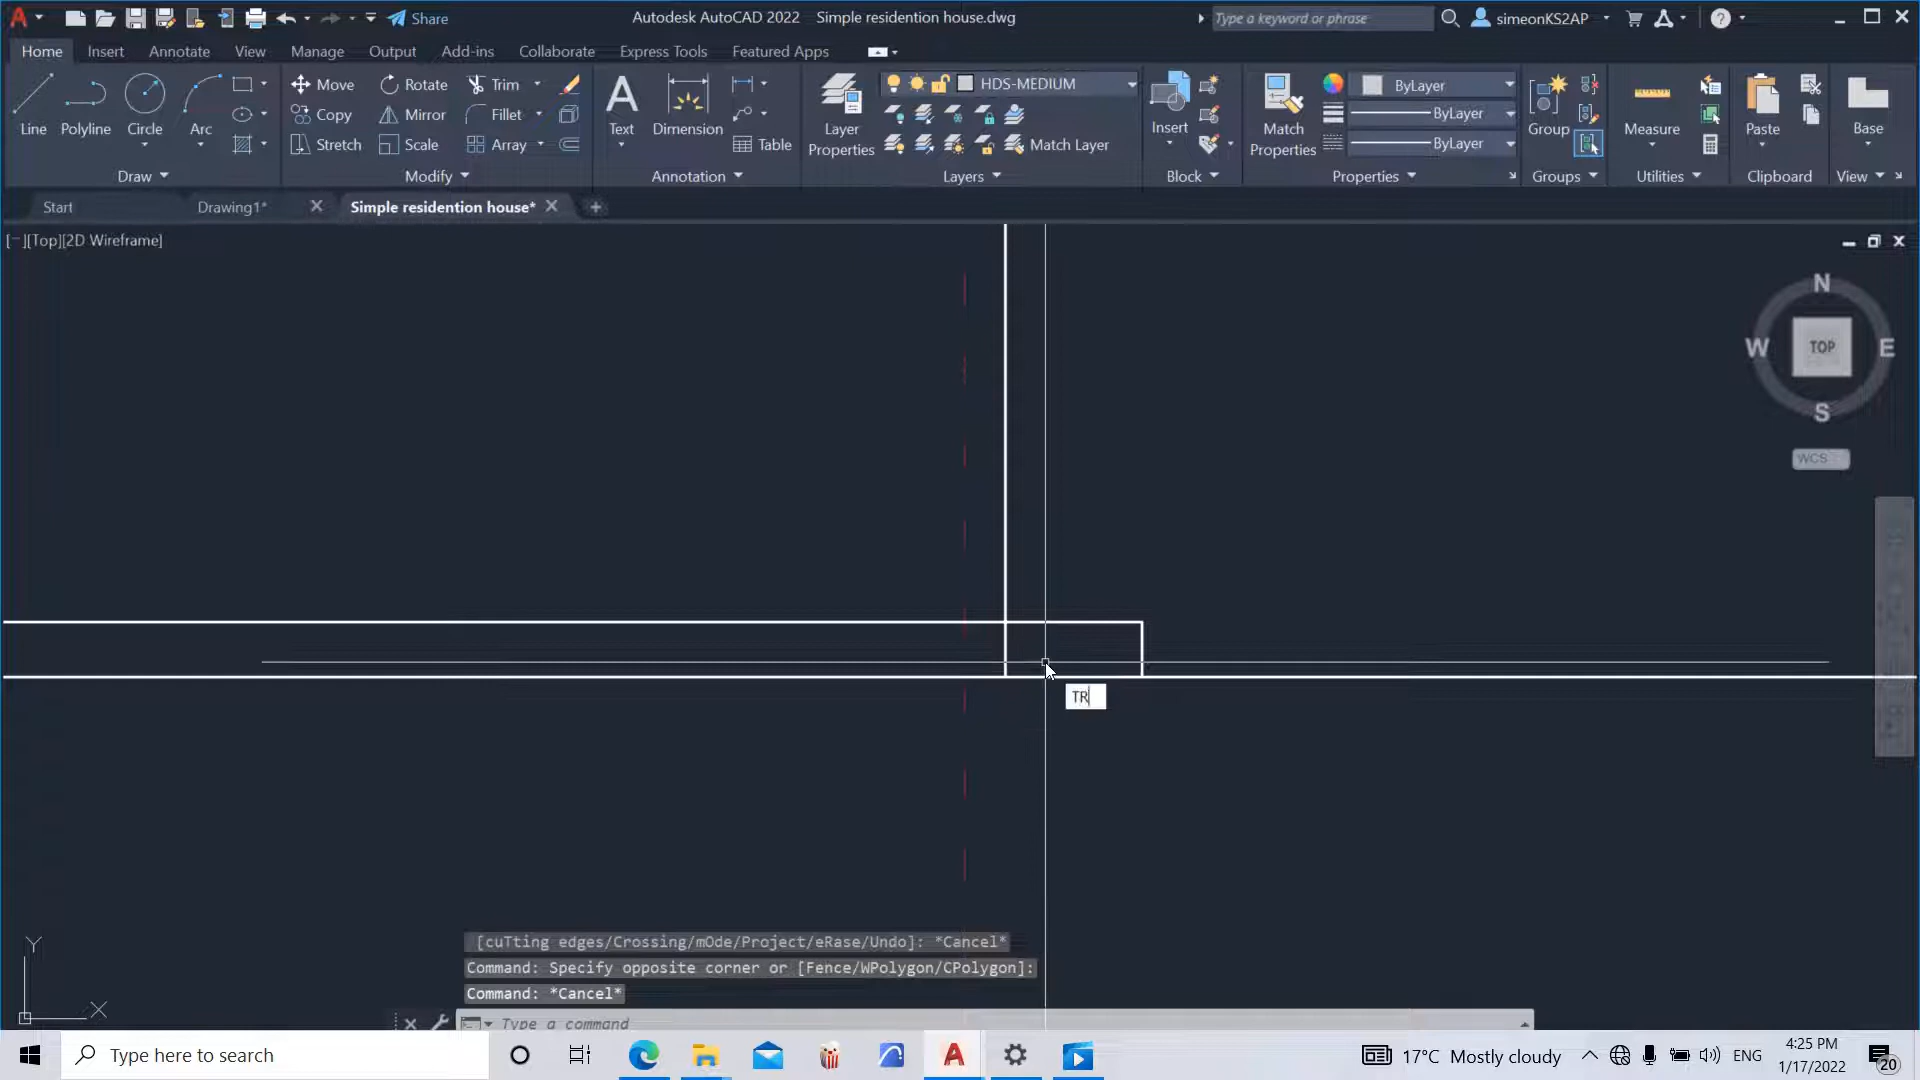 Share
Autodesk AutoCAD 2022 Simple residention house.dwg
Type a keyword or phrase
simeonKS2AP
Home Insert Annotate View Manage Output Add-ins Collaborate Express Tools Featured Apps
Move Rotate Trim
Copy Mirror Fillet
Stretch Scale Array
Line Polyline Circle Arc
Text Dimension
Table
Layer Properties
HDS-MEDIUM
Match Layer
Insert
Match Properties
ByLayer
ByLayer
ByLayer
Group
Measure
Paste
Base
Draw Modify Annotation Layers Block Properties Groups Utilities Clipboard View
Start Drawing1* Simple residention house*
[−][Top][2D Wireframe]
N
W TOP E
S
WCS
TR
Y
X
[cuTting edges/Crossing/mOde/Project/eRase/Undo]: *Cancel*
Command: Specify opposite corner or [Fence/WPolygon/CPolygon]:
Command: *Cancel*
Type a command
Type here to search
17°C Mostly cloudy
ENG
4:25 PM
1/17/2022
20